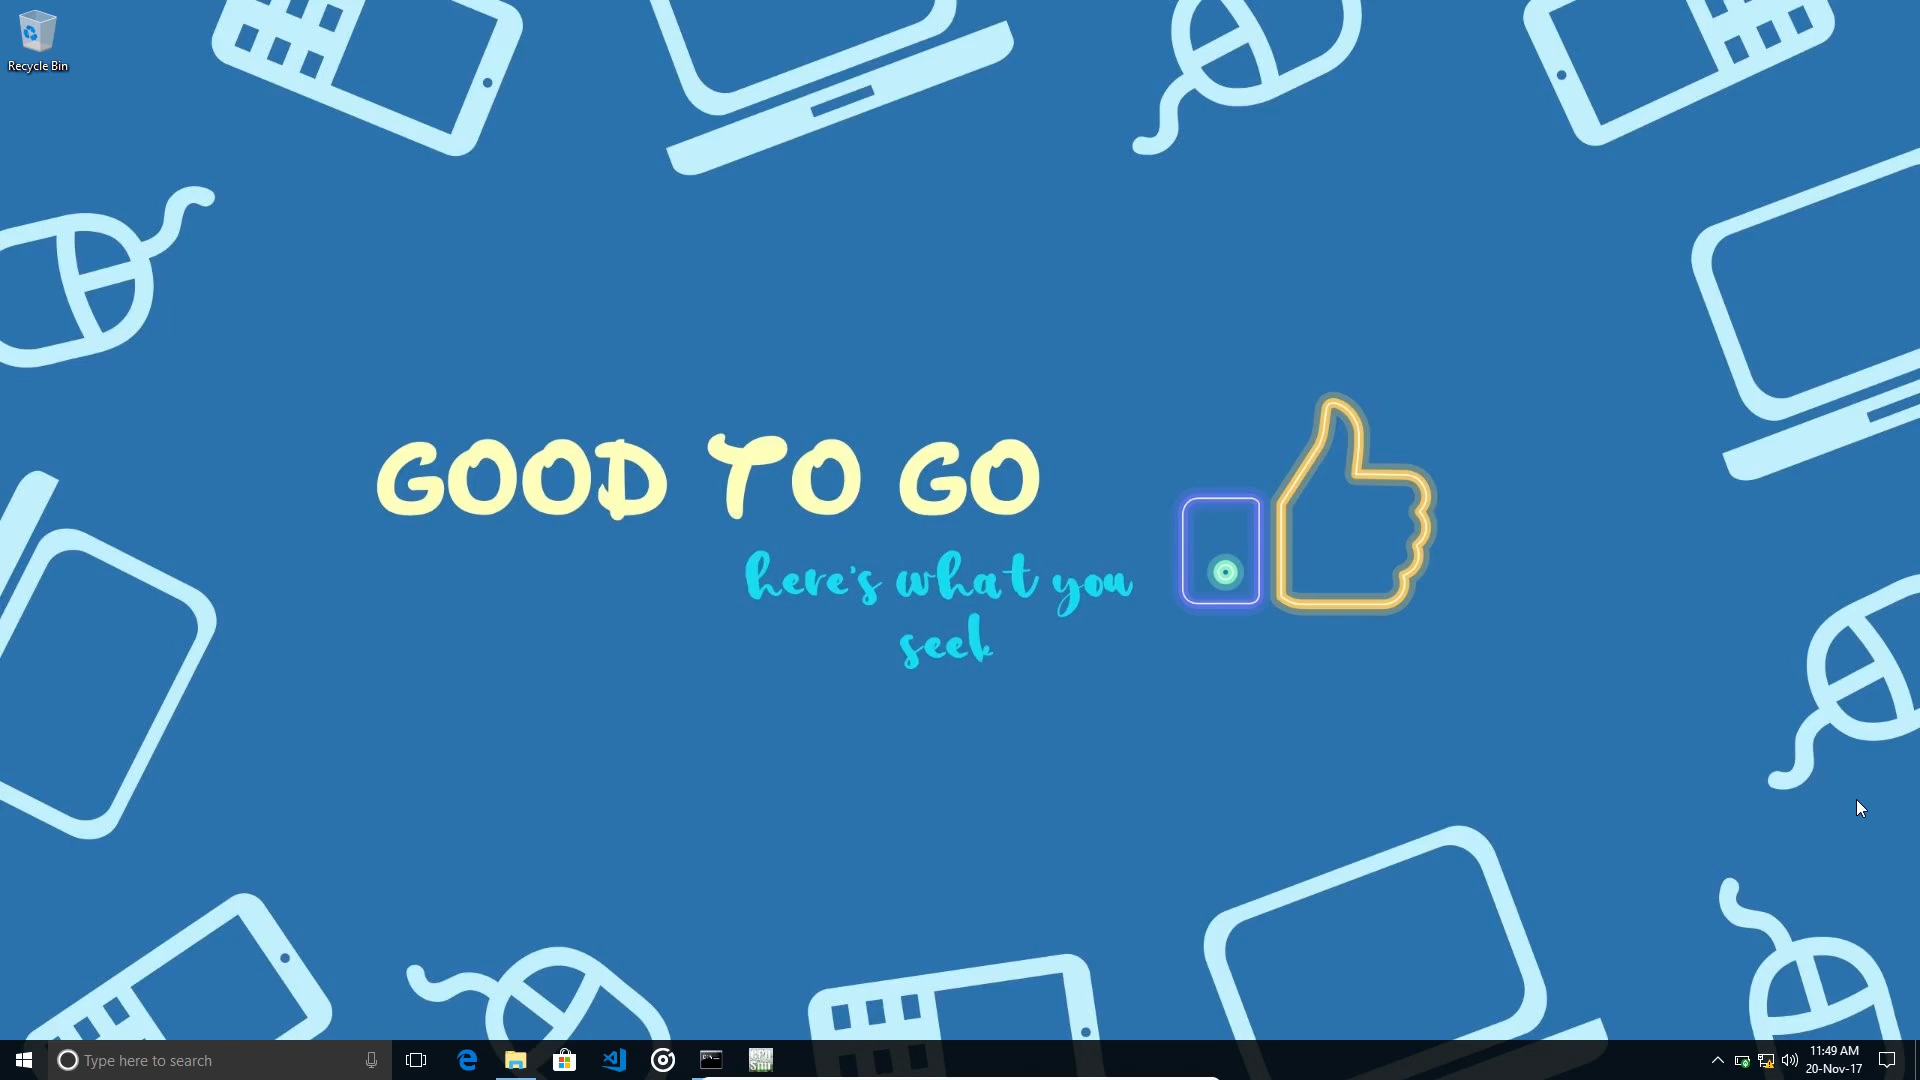 Recycle Bin
GOOD TO GO
here's what you
seek
Type here to search
11:49 AM
20-Nov-17